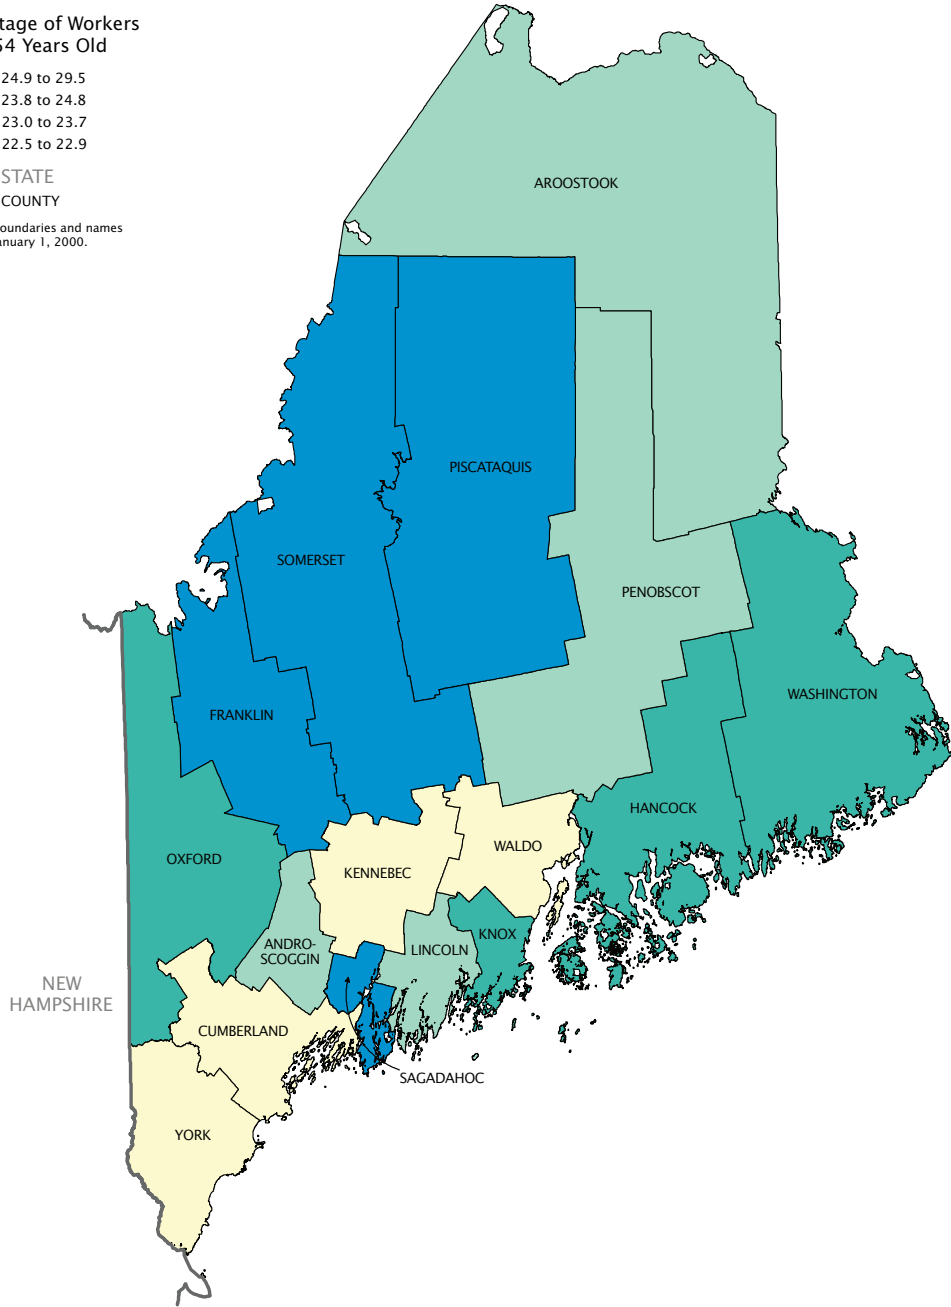 tage of Workers
54 Years Old
24.9 to 29.5
23.8 to 24.8
23.0 to 23.7
22.5 to 22.9
STATE
COUNTY
oundaries and names
anuary 1, 2000.
AROOSTOOK
PISCATAQUIS
SOMERSET
PENOBSCOT
WASHINGTON
FRANKLIN
HANCOCK
OXFORD
WALDO
KENNEBEC
KNOX
ANDRO-
SCOGGIN
LINCOLN
NEW
HAMPSHIRE
CUMBERLAND
SAGADAHOC
YORK